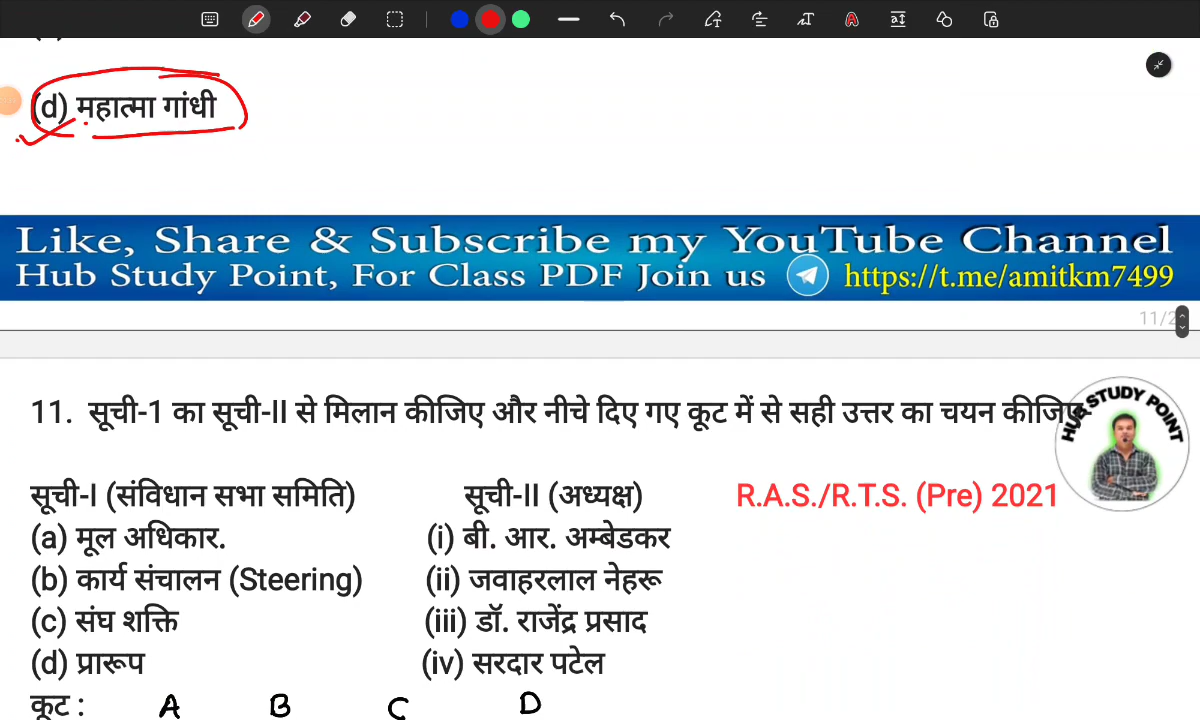 (d) महात्मा गांधी
Like, Share & Subscribe my YouTube Channel
Hub Study Point, For Class PDF Join us https://t.me/amitkm7499
11/2
11. सूची-1 का सूची-II से मिलान कीजिए और नीचे दिए गए कूट में से सही उत्तर का चयन कीजिए
HUB STUDY POINT
सूची-I (संविधान सभा समिति) सूची-II (अध्यक्ष) R.A.S./R.T.S. (Pre) 2021
(a) मूल अधिकार. (i) बी. आर. अम्बेडकर
(b) कार्य संचालन (Steering) (ii) जवाहरलाल नेहरू
(c) संघ शक्ति (iii) डॉ. राजेंद्र प्रसाद
(d) प्रारूप (iv) सरदार पटेल
कूट : A B C D